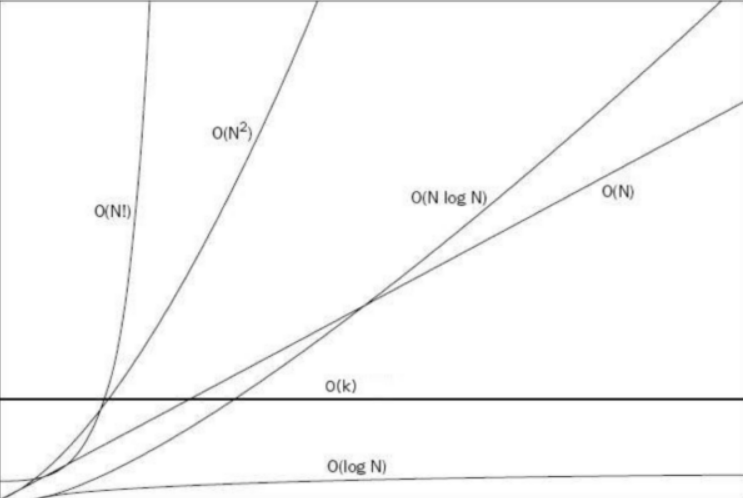 O(N²)
O(N!)
O(N log N)
O(N)
O(k)
O(log N)